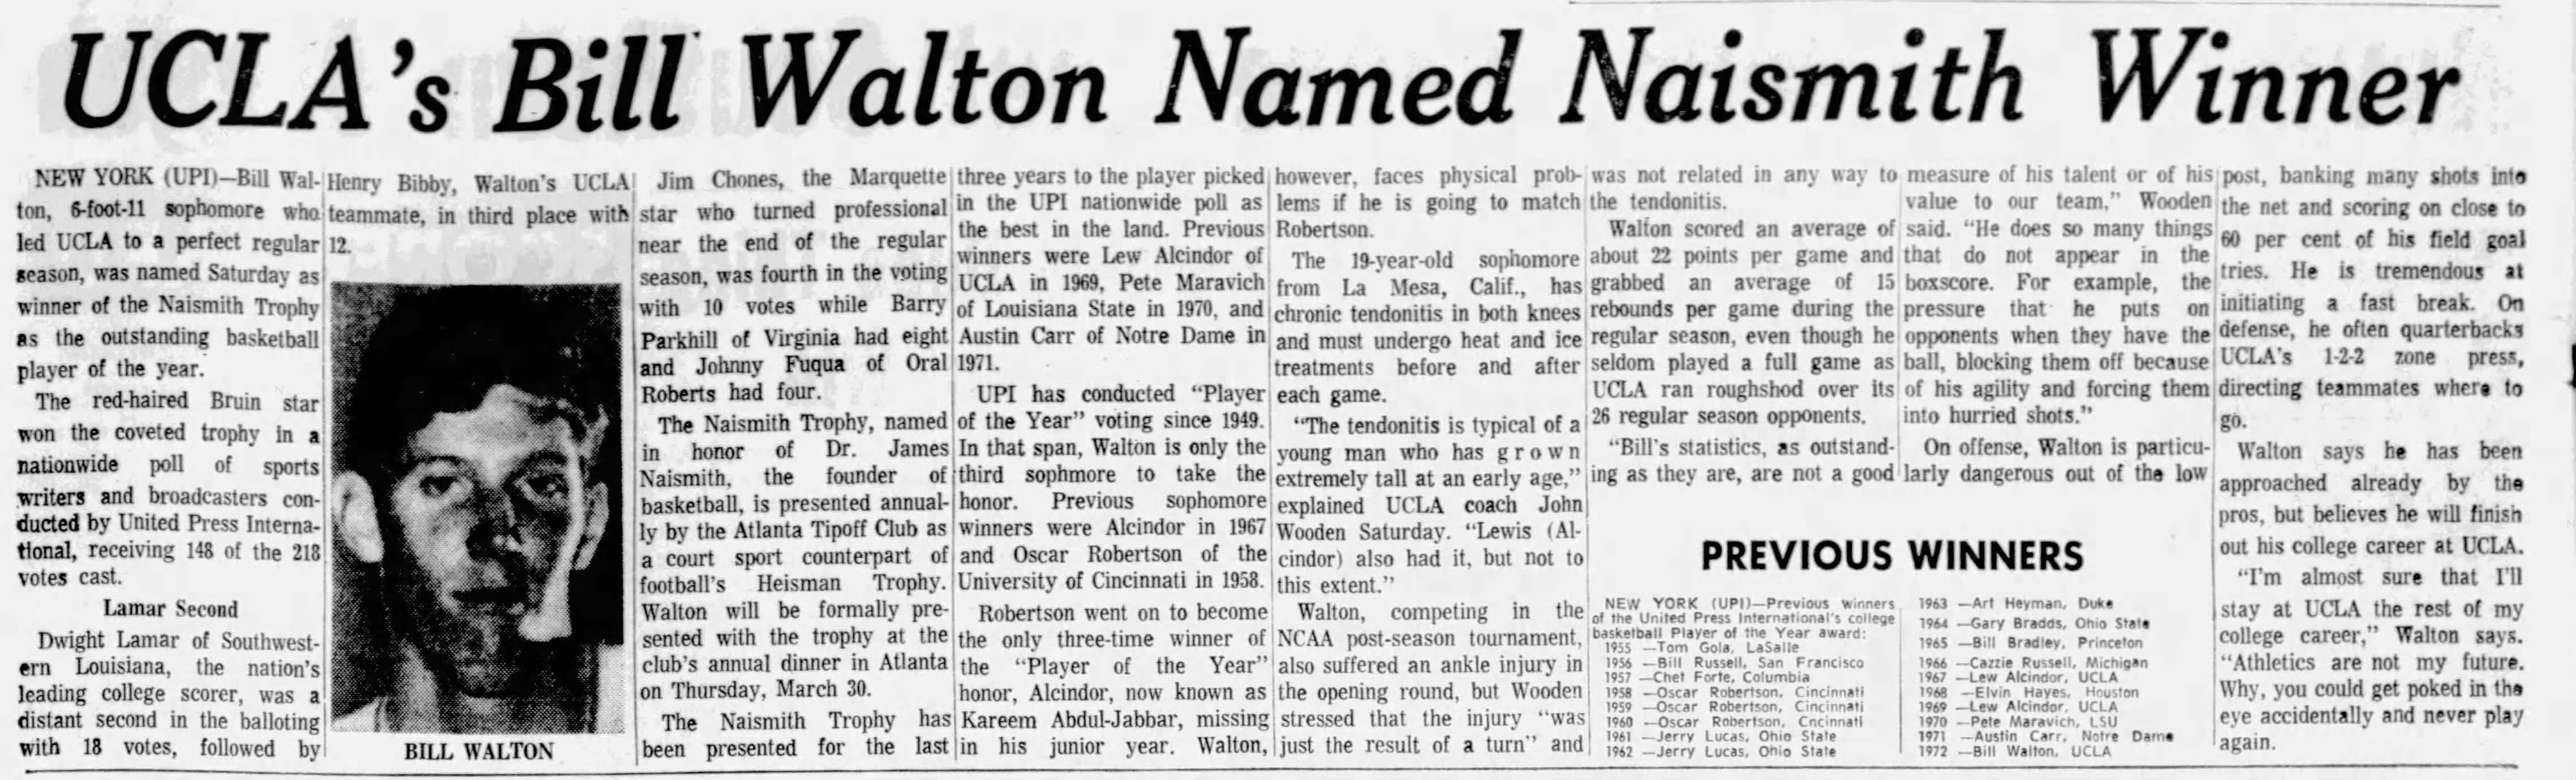 UCLA's Bill Walton Named Naismith Winner
NEW YORK (UPI)—Bill Wal-
ton, 6-foot-11 sophomore who
led UCLA to a perfect regular
season, was named Saturday as
winner of the Naismith Trophy
as the outstanding basketball
player of the year.
The red-haired Bruin star
won the coveted trophy in a
nationwide poll of sports
writers and broadcasters con-
ducted by United Press Interna-
tional, receiving 148 of the 218
votes cast.
Lamar Second
Dwight Lamar of Southwest-
ern Louisiana, the nation's
leading college scorer, was a
distant second in the balloting
with 18 votes, followed by
Henry Bibby, Walton's UCLA
teammate, in third place with
12.
BILL WALTON
Jim Chones, the Marquette
star who turned professional
near the end of the regular
season, was fourth in the voting
with 10 votes while Barry
Parkhill of Virginia had eight
and Johnny Fuqua of Oral
Roberts had four.
The Naismith Trophy, named
in honor of Dr. James
Naismith, the founder of
basketball, is presented annual-
ly by the Atlanta Tipoff Club as
a court sport counterpart of
football's Heisman Trophy.
Walton will be formally pre-
sented with the trophy at the
club's annual dinner in Atlanta
on Thursday, March 30.
The Naismith Trophy has
been presented for the last
three years to the player picked
in the UPI nationwide poll as
the best in the land. Previous
winners were Lew Alcindor of
UCLA in 1969, Pete Maravich
of Louisiana State in 1970, and
Austin Carr of Notre Dame in
1971.
UPI has conducted "Player
of the Year" voting since 1949.
In that span, Walton is only the
third sophmore to take the
honor. Previous sophomore
winners were Alcindor in 1967
and Oscar Robertson of the
University of Cincinnati in 1958.
Robertson went on to become
the only three-time winner of
the "Player of the Year"
honor, Alcindor, now known as
Kareem Abdul-Jabbar, missing
in his junior year. Walton,
however, faces physical prob-
lems if he is going to match
Robertson.
The 19-year-old sophomore
from La Mesa, Calif., has
chronic tendonitis in both knees
and must undergo heat and ice
treatments before and after
each game.
"The tendonitis is typical of a
young man who has grown
extremely tall at an early age,"
explained UCLA coach John
Wooden Saturday. "Lewis (Al-
cindor) also had it, but not to
this extent."
Walton, competing in the
NCAA post-season tournament,
also suffered an ankle injury in
the opening round, but Wooden
stressed that the injury "was
just the result of a turn" and
was not related in any way to
the tendonitis.
Walton scored an average of
about 22 points per game and
grabbed an average of 15
rebounds per game during the
regular season, even though he
seldom played a full game as
UCLA ran roughshod over its
26 regular season opponents.
"Bill's statistics, as outstand-
ing as they are, are not a good
measure of his talent or of his
value to our team," Wooden
said. "He does so many things
that do not appear in the
boxscore. For example, the
pressure that he puts on
opponents when they have the
ball, blocking them off because
of his agility and forcing them
into hurried shots."
On offense, Walton is particu-
larly dangerous out of the low
post, banking many shots into
the net and scoring on close to
60 per cent of his field goal
tries. He is tremendous at
initiating a fast break. On
defense, he often quarterbacks
UCLA's 1-2-2 zone press,
directing teammates where to
go.
Walton says he has been
approached already by the
pros, but believes he will finish
out his college career at UCLA.
"I'm almost sure that I'll
stay at UCLA the rest of my
college career," Walton says.
"Athletics are not my future.
Why, you could get poked in the
eye accidentally and never play
again.
PREVIOUS WINNERS
NEW YORK (UPI)—Previous winners
of the United Press International's college
basketball Player of the Year award:
1955 —Tom Gola, LaSalle
1956 —Bill Russell, San Francisco
1957 —Chet Forte, Columbia
1958 —Oscar Robertson, Cincinnati
1959 —Oscar Robertson, Cincinnati
1960 —Oscar Robertson, Cncinnati
1961 —Jerry Lucas, Ohio State
1962 —Jerry Lucas, Ohio State
1963 —Art Heyman, Duke
1964 —Gary Bradds, Ohio State
1965 —Bill Bradley, Princeton
1966 —Cazzie Russell, Michigan
1967 —Lew Alcindor, UCLA
1968 —Elvin Hayes, Houston
1969 —Lew Alcindor, UCLA
1970 —Pete Maravich, LSU
1971 —Austin Carr, Notre Dame
1972 —Bill Walton, UCLA